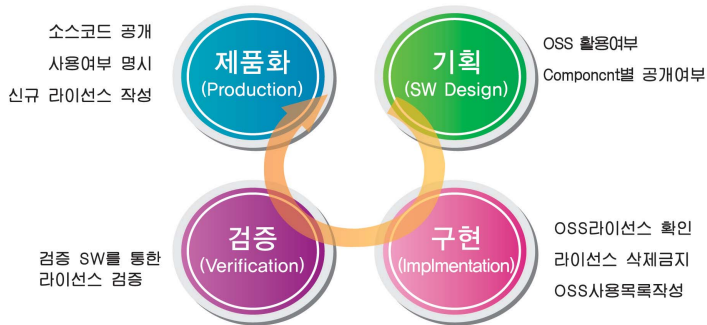 소스코드 공개
사용여부 명시
신규 라이선스 작성
제품화
(Production)
기획
(SW Design)
OSS 활용여부
Componcnt별 공개여부
검증 SW를 통한
라이선스 검증
검증
(Verification)
구현
(Implmentation)
OSS라이선스 확인
라이선스 삭제금지
OSS사용목록작성